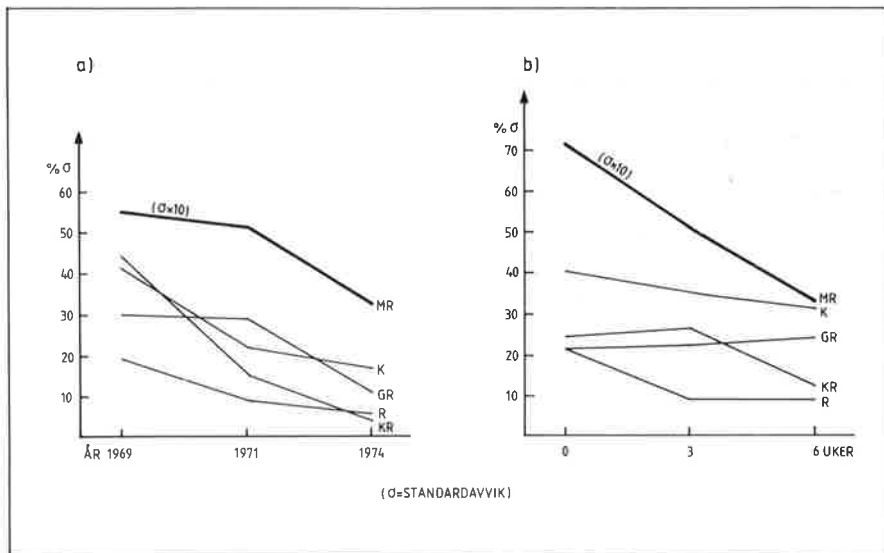 a)
% σ
60
50
40
30
20
10
(σ×10)
MR
K
GR
R
KR
ÅR 1969
1971
1974
b)
% σ
70
60
50
40
30
20
10
(σ×10)
MR
K
GR
KR
R
0
3
6 UKER
(σ=STANDARDAVVIK)